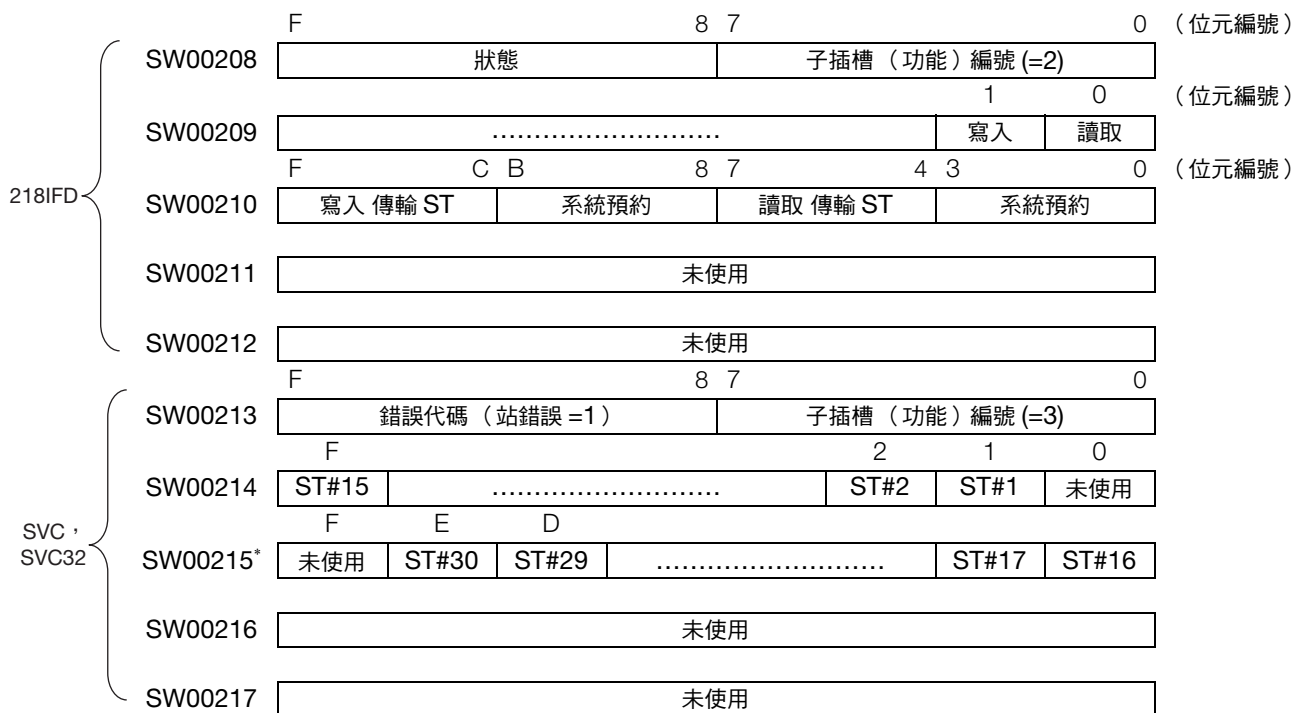 F 8 7 0 （位元編號）
SW00208 狀態 子插槽（功能）編號 (=2)
1 0 （位元編號）
SW00209 ........................... 寫入 讀取
F C B 8 7 4 3 0 （位元編號）
218IFD SW00210 寫入 傳輸 ST 系統預約 讀取 傳輸 ST 系統預約
SW00211 未使用
SW00212 未使用
F 8 7 0
SW00213 錯誤代碼（站錯誤 =1） 子插槽（功能）編號 (=3)
F 2 1 0
SW00214 ST#15 ........................... ST#2 ST#1 未使用
F E D
SVC，
SVC32
SW00215* 未使用 ST#30 ST#29 ........................... ST#17 ST#16
SW00216 未使用
SW00217 未使用